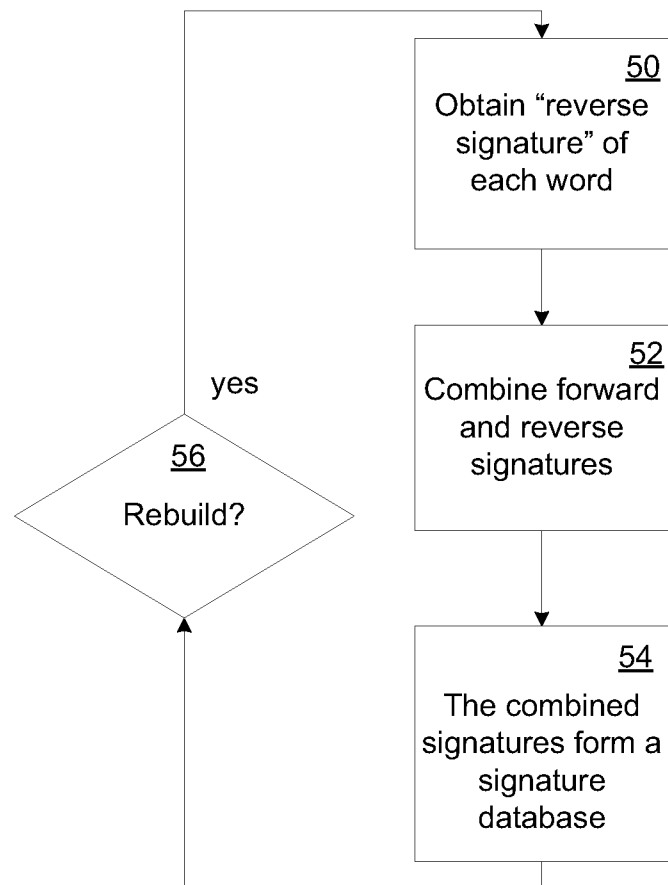 50
Obtain “reverse
signature” of
each word
52
Combine forward
and reverse
signatures
yes
56
Rebuild?
54
The combined
signatures form a
signature
database